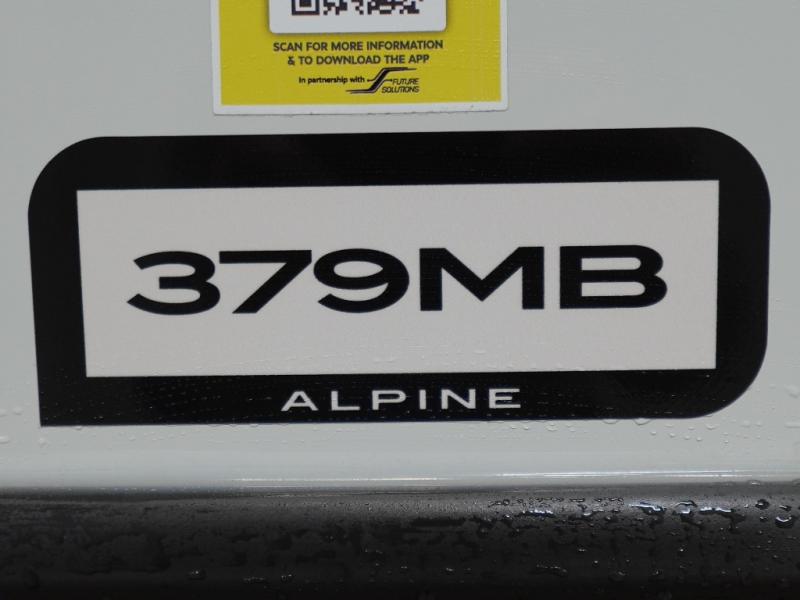 SCAN FOR MORE INFORMATION
& TO DOWNLOAD THE APP
In partnership with FUTURE
SOLUTIONS
379MB
ALPINE